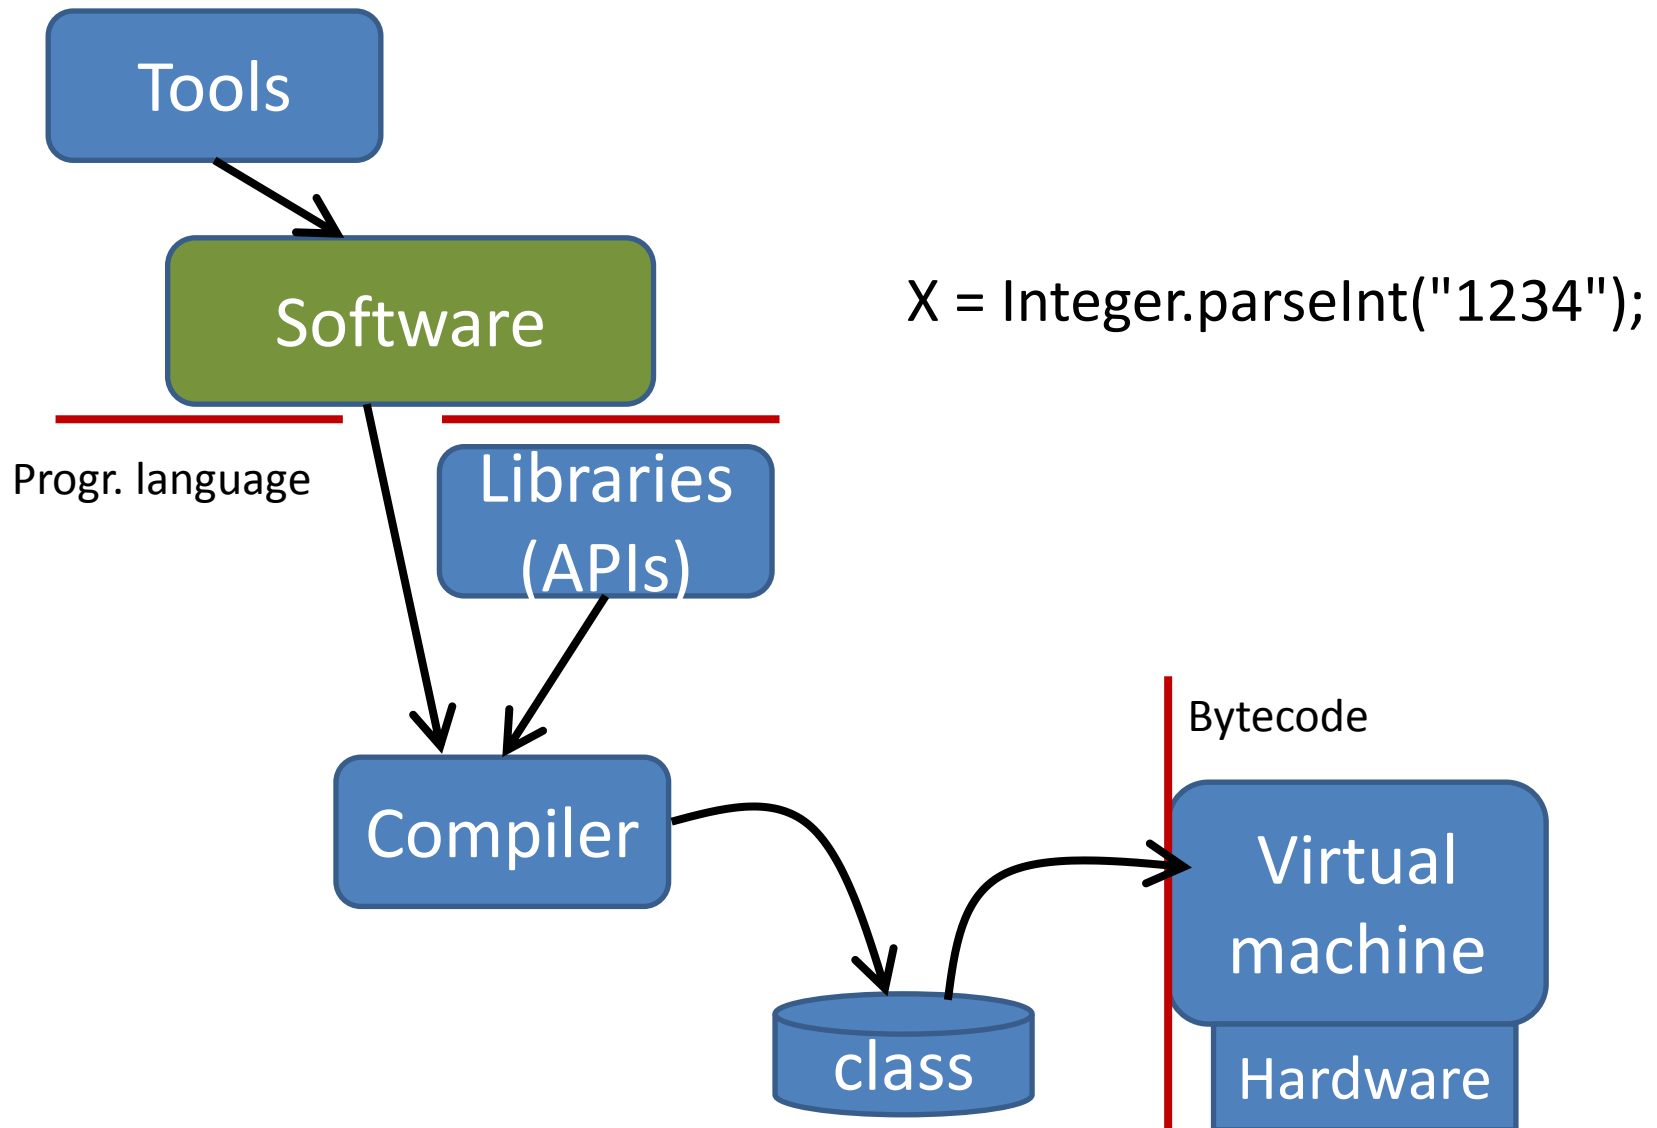 Tools
Software
X = Integer.parseInt("1234");
Progr. language
Libraries
(APIs)
Bytecode
Compiler
Virtual
machine
class
Hardware